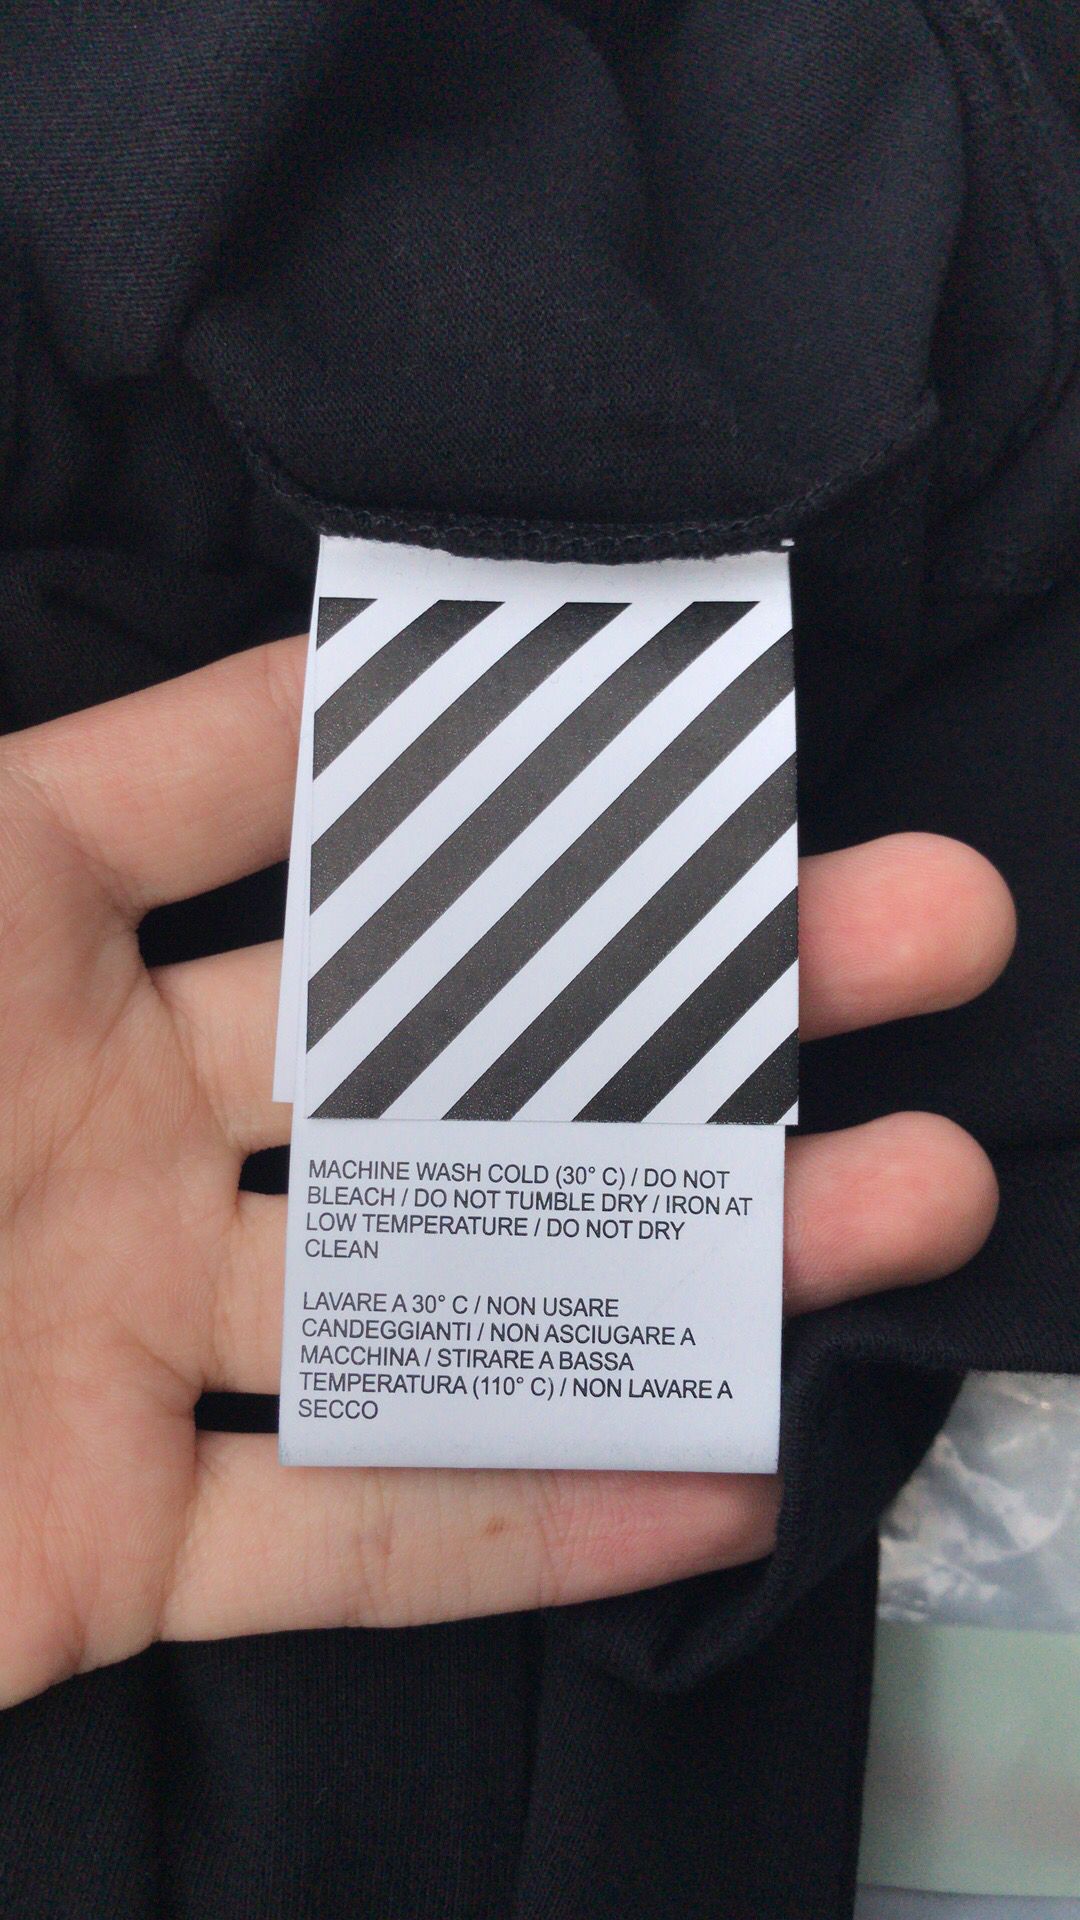 MACHINE WASH COLD (30° C) / DO NOT
BLEACH / DO NOT TUMBLE DRY / IRON AT
LOW TEMPERATURE / DO NOT DRY
CLEAN
LAVARE A 30° C / NON USARE
CANDEGGIANTI / NON ASCIUGARE A
MACCHINA / STIRARE A BASSA
TEMPERATURA (110° C) / NON LAVARE A
SECCO